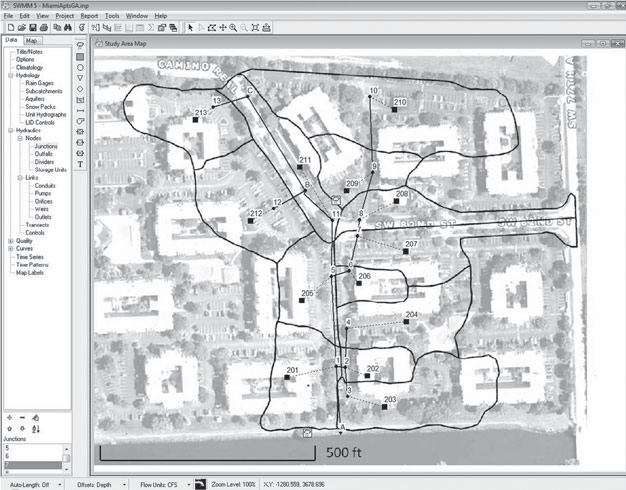 SWMM 5 - MiamiAptsGA.inp
File Edit View Project Report Tools Window Help
Data Map
Study Area Map
Title/Notes
Options
Climatology
Hydrology
Rain Gages
Subcatchments
Aquifers
Snow Packs
Unit Hydrographs
LID Controls
Hydraulics
Nodes
Junctions
Outfalls
Dividers
Storage Units
Links
Conduits
Pumps
Orifices
Weirs
Outlets
Transects
Controls
Quality
Curves
Time Series
Time Patterns
Map Labels
Junctions
5
6
7
CAMINO REAL
SW 77TH A
C
13
213
10
210
211
9
B
209
208
12
212
11
8
SW 82ND ST
SW 82ND ST
7
207
5
6
206
205
4
204
1
2
201
202
3
203
A
500 ft
Auto-Length: Off Offsets: Depth Flow Units: CFS Zoom Level: 100% X,Y: -1280.559, 3678.696